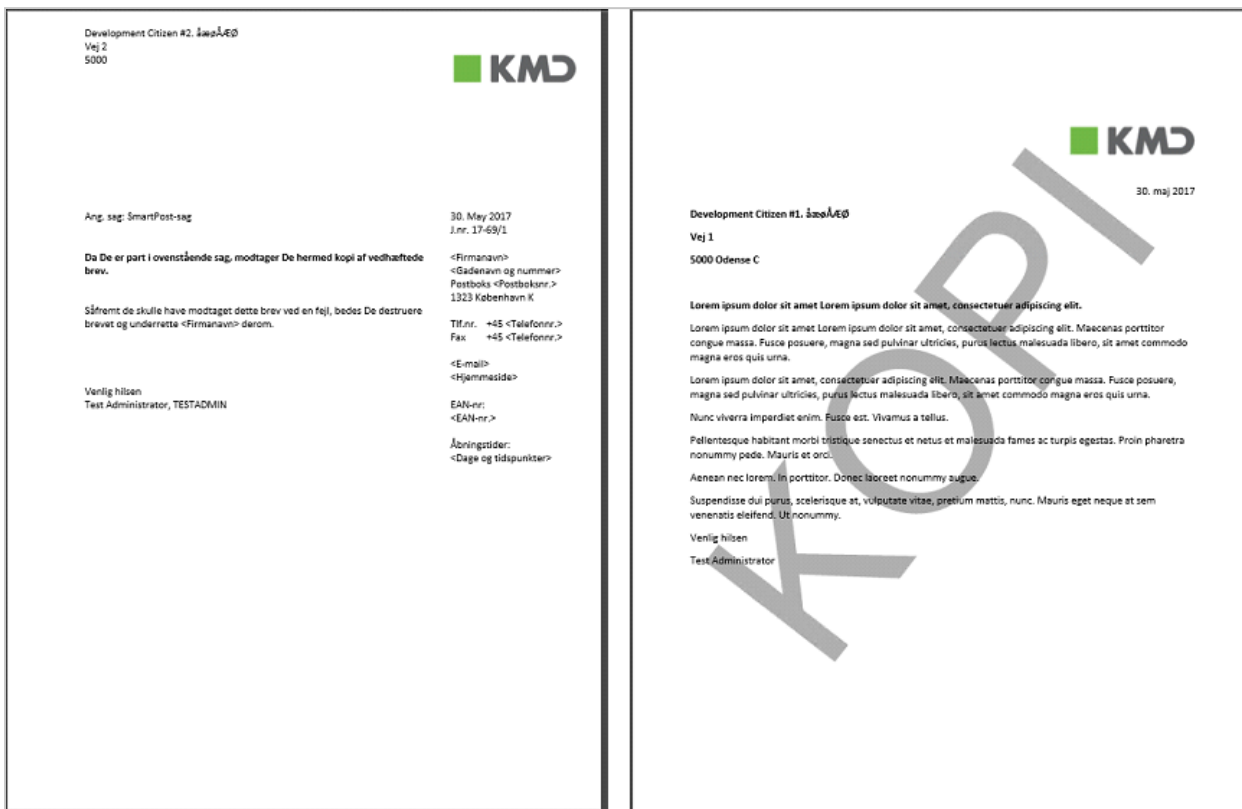 Development Citizen #2. åæøÅÆØ
Vej 2
5000
KMD
Ang. sag: SmartPost-sag
Da De er part i ovenstående sag, modtager De hermed kopi af vedhæftede
brev.
Såfremt de skulle have modtaget dette brev ved en fejl, bedes De destruere
brevet og underrette <Firmanavn> derom.
Venlig hilsen
Test Administrator, TESTADMIN
30. May 2017
J.nr. 17-69/1
<Firmanavn>
<Gadenavn og nummer>
Postboks <Postboksnr.>
1323 København K
Tlf.nr. +45 <Telefonnr.>
Fax +45 <Telefonnr.>
<E-mail>
<Hjemmeside>
EAN-nr:
<EAN-nr.>
Åbningstider:
<Dage og tidspunkter>
KMD
30. maj 2017
Development Citizen #1. åæøÅÆØ
Vej 1
5000 Odense C
Lorem ipsum dolor sit amet Lorem ipsum dolor sit amet, consectetuer adipiscing elit.
Lorem ipsum dolor sit amet Lorem ipsum dolor sit amet, consectetuer adipiscing elit. Maecenas porttitor
congue massa. Fusce posuere, magna sed pulvinar ultricies, purus lectus malesuada libero, sit amet commodo
magna eros quis urna.
Lorem ipsum dolor sit amet, consectetuer adipiscing elit. Maecenas porttitor congue massa. Fusce posuere,
magna sed pulvinar ultricies, purus lectus malesuada libero, sit amet commodo magna eros quis urna.
Nunc viverra imperdiet enim. Fusce est. Vivamus a tellus.
Pellentesque habitant morbi tristique senectus et netus et malesuada fames ac turpis egestas. Proin pharetra
nonummy pede. Mauris et orci.
Aenean nec lorem. In porttitor. Donec laoreet nonummy augue.
Suspendisse dui purus, scelerisque at, vulputate vitae, pretium mattis, nunc. Mauris eget neque at sem
venenatis eleifend. Ut nonummy.
Venlig hilsen
Test Administrator
KOPI